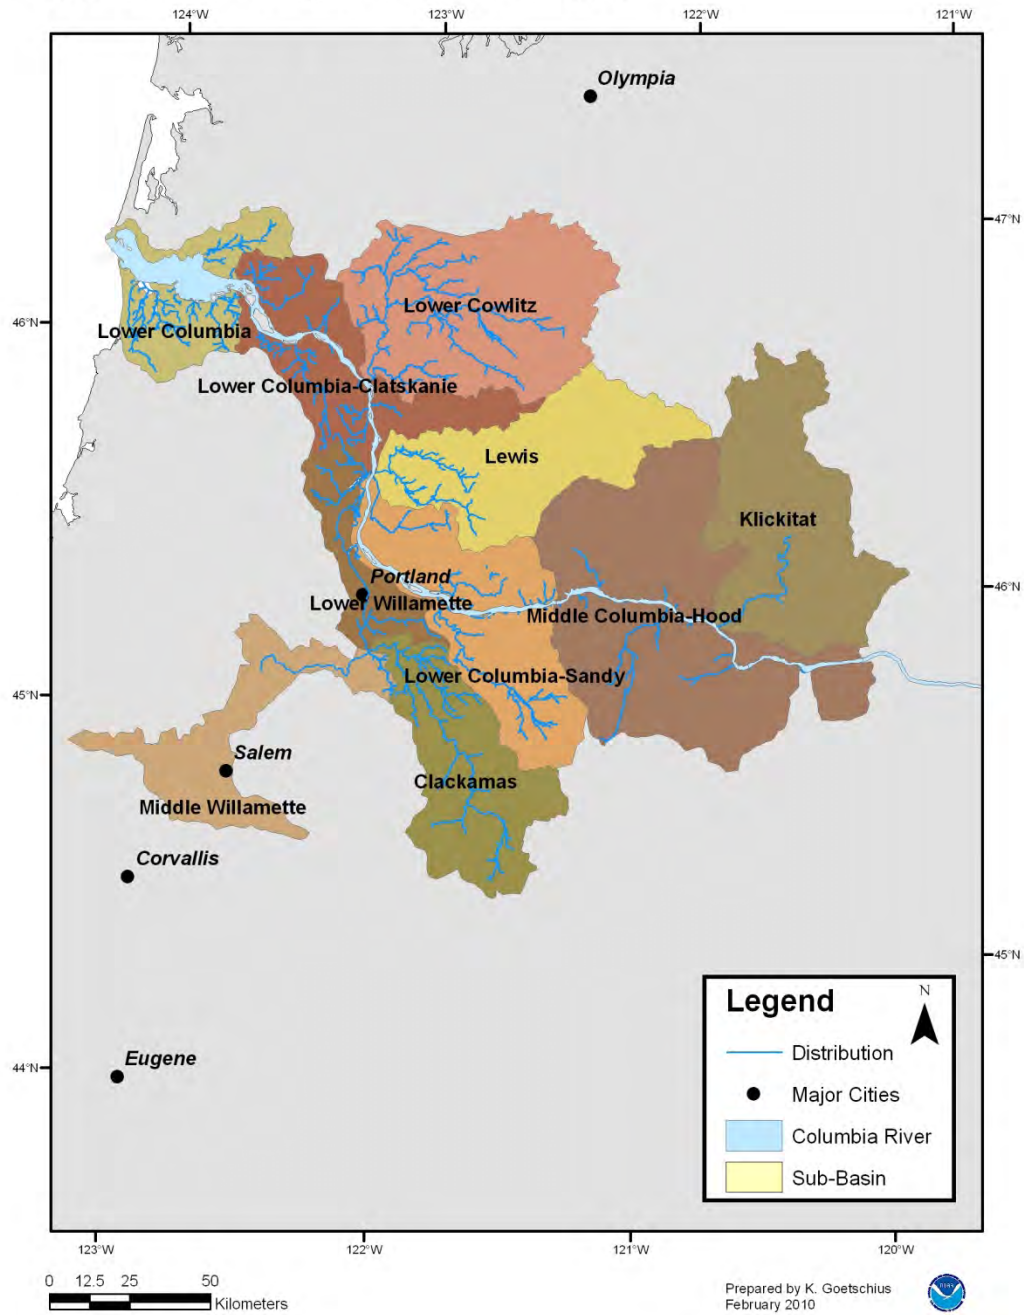 124°W 123°W 122°W 121°W
Olympia
47°N
46°N
Lower Cowlitz
Lower Columbia
Lower Columbia-Clatskanie
Lewis
Klickitat
46°N
Portland
Lower Willamette
Middle Columbia-Hood
Lower Columbia-Sandy
45°N
Salem
Clackamas
Middle Willamette
Corvallis
45°N
Legend
N
Distribution
Eugene
44°N
Major Cities
Columbia River
Sub-Basin
123°W 122°W 121°W 120°W
0 12.5 25 50
Kilometers
Prepared by K. Goetschius
February 2010